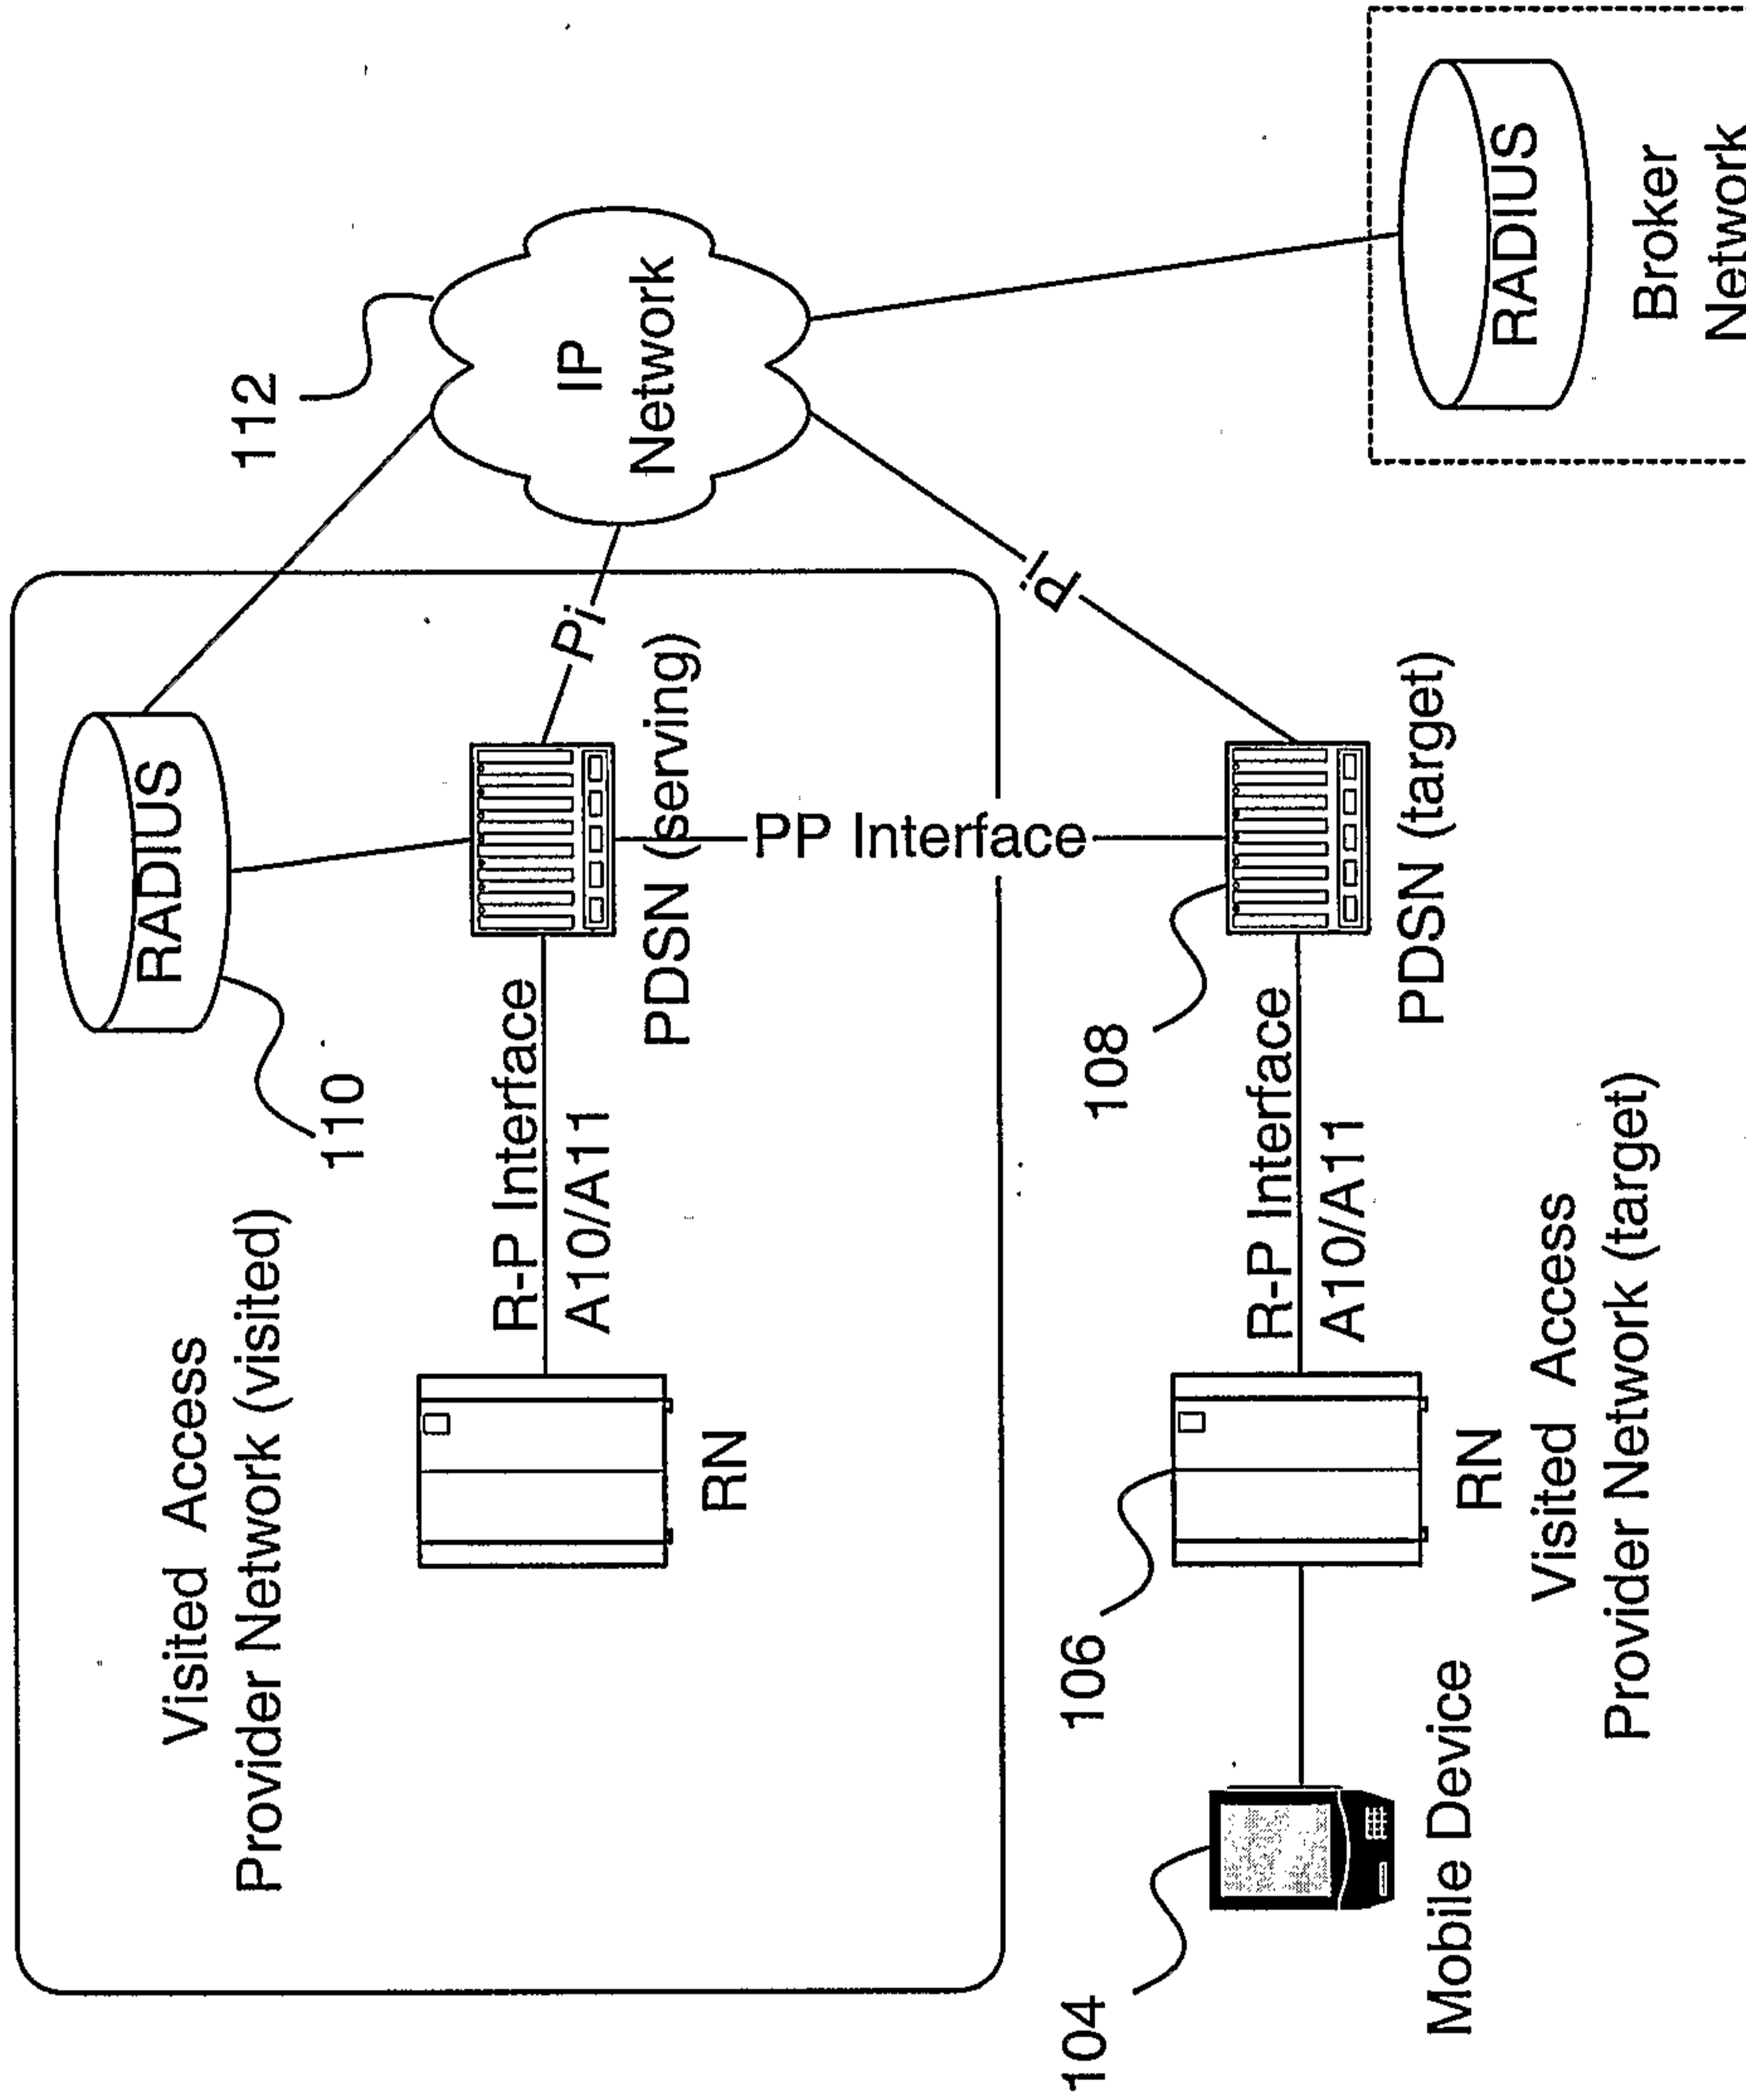 Visited Access
Provider Network (visited)
RADIUS
110
112
RN
R-P Interface
A10/A11
PDSN (serving)
Pi
IP
Network
PP Interface
104
Mobile Device
106
RN
R-P Interface
A10/A11
108
PDSN (target)
Pi
Visited Access
Provider Network (target)
RADIUS
Broker
Network